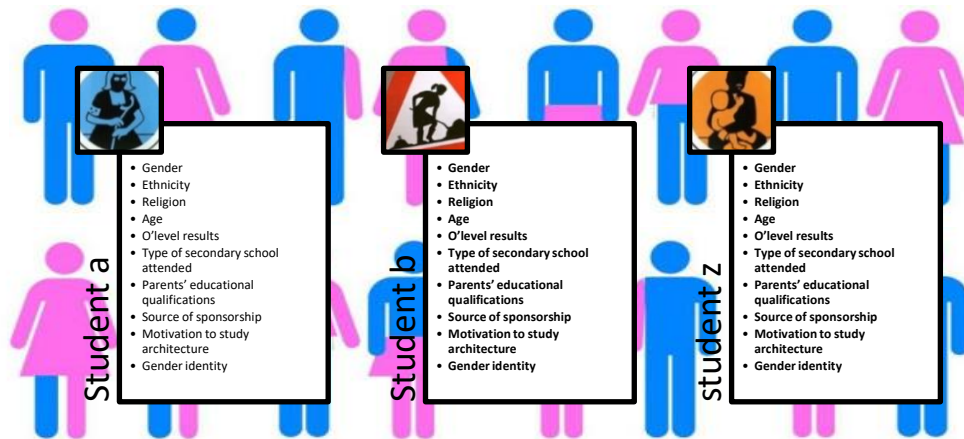 Student a
• Gender
• Ethnicity
• Religion
• Age
• O'level results
• Type of secondary school
attended
• Parents' educational
qualifications
• Source of sponsorship
• Motivation to study
architecture
• Gender identity
Student b
• Gender
• Ethnicity
• Religion
• Age
• O'level results
• Type of secondary school
attended
• Parents' educational
qualifications
• Source of sponsorship
• Motivation to study
architecture
• Gender identity
student z
• Gender
• Ethnicity
• Religion
• Age
• O'level results
• Type of secondary school
attended
• Parents' educational
qualifications
• Source of sponsorship
• Motivation to study
architecture
• Gender identity